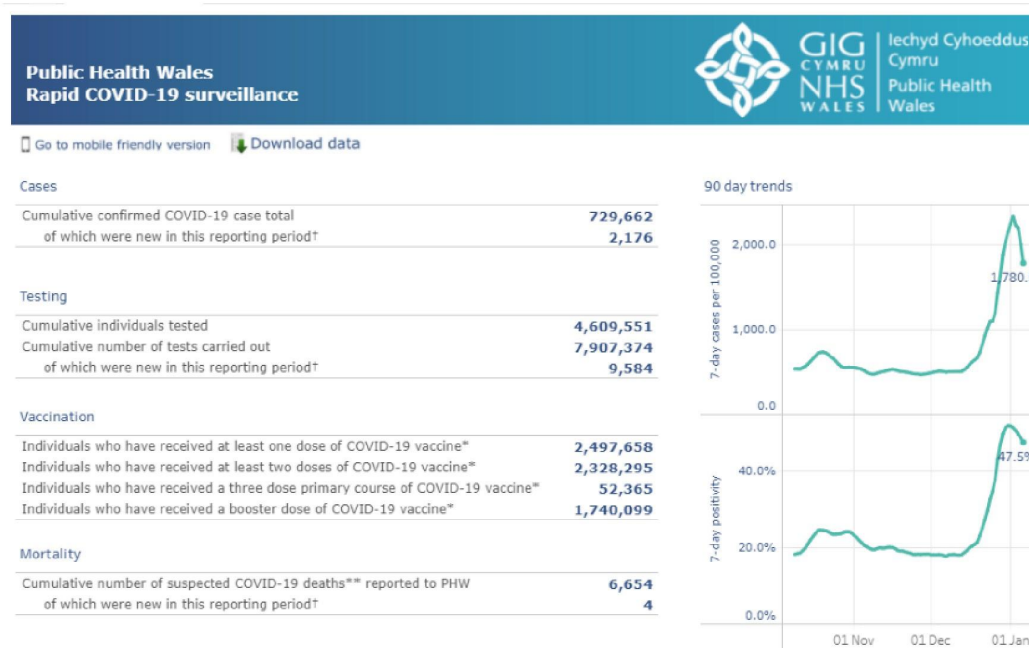 Public Health Wales
Rapid COVID-19 surveillance
GIG
CYMRU
NHS
WALES
Iechyd Cyhoeddus
Cymru
Public Health
Wales
Go to mobile friendly version
Download data
Cases
Cumulative confirmed COVID-19 case total 729,662
of which were new in this reporting period† 2,176
Testing
Cumulative individuals tested 4,609,551
Cumulative number of tests carried out 7,907,374
of which were new in this reporting period† 9,584
Vaccination
Individuals who have received at least one dose of COVID-19 vaccine* 2,497,658
Individuals who have received at least two doses of COVID-19 vaccine* 2,328,295
Individuals who have received a three dose primary course of COVID-19 vaccine* 52,365
Individuals who have received a booster dose of COVID-19 vaccine* 1,740,099
Mortality
Cumulative number of suspected COVID-19 deaths** reported to PHW 6,654
of which were new in this reporting period† 4
90 day trends
7-day cases per 100,000
2,000.0
1,000.0
0.0
1,780.
7-day positivity
40.0%
20.0%
0.0%
47.5%
01 Nov 01 Dec 01 Jan